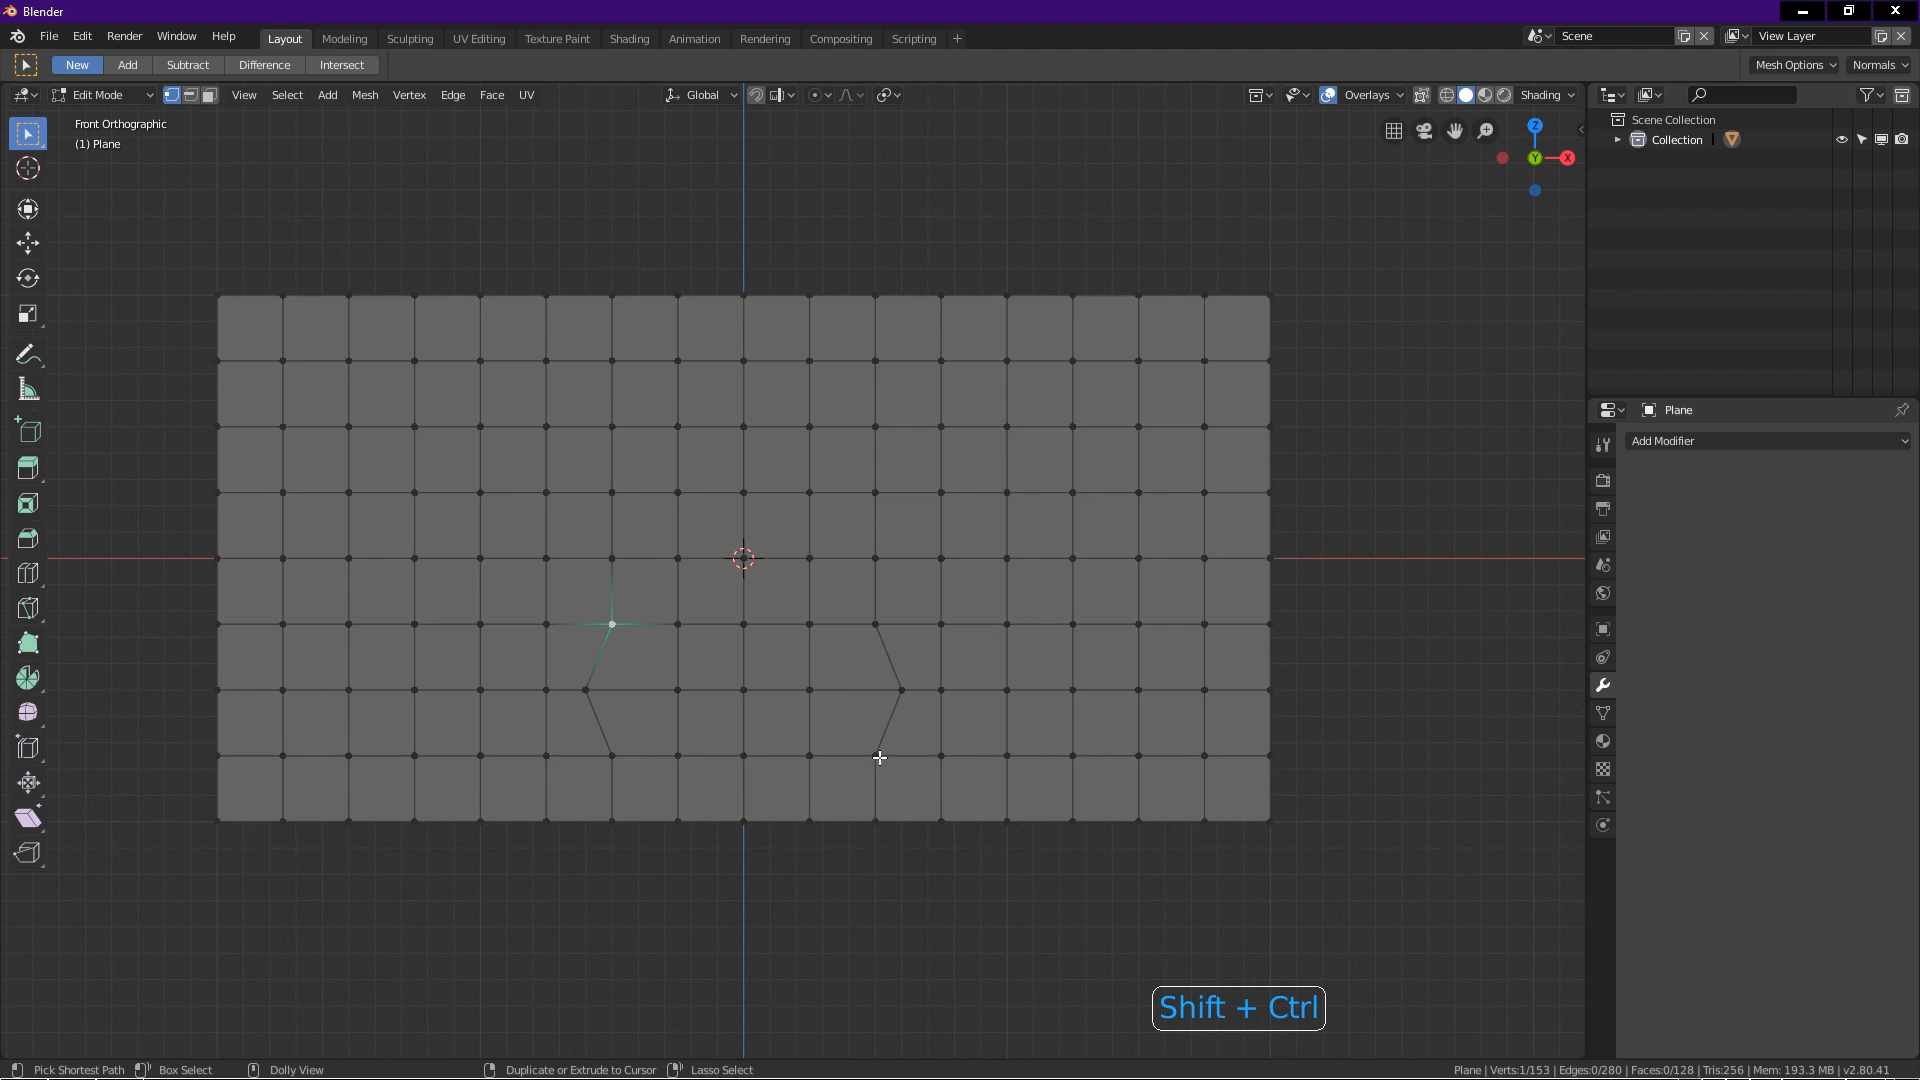 Blender
File Edit Render Window Help Layout Modeling Sculpting UV Editing Texture Paint Shading Animation Rendering Compositing Scripting + Scene View Layer
New Add Subtract Difference Intersect Mesh Options Normals
Edit Mode View Select Add Mesh Vertex Edge Face UV Global Overlays Shading
Front Orthographic
(1) Plane
Z
Y
X
Scene Collection
Collection
Plane
Add Modifier
Shift + Ctrl
Pick Shortest Path Box Select Dolly View Duplicate or Extrude to Cursor Lasso Select Plane | Verts:1/153 | Edges:0/280 | Faces:0/128 | Tris:256 | Mem: 193.3 MB | v2.80.41